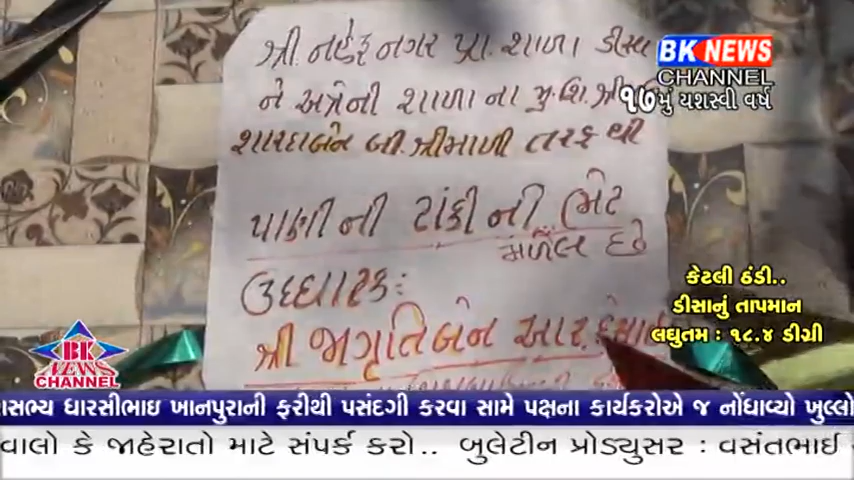 શ્રી નહેરુનગર પ્રા. શાળા ડીસા
ને અત્રેની શાળા ના મુ.શિ. શ્રી
શારદાબેન બી. શ્રીમાળી તરફ થી
પાણી ની ટાંકી ની ભેટ
મળેલ છે
ઉદ્ઘાટક:
શ્રી જાગૃતિબેન આર. દેસાઈ
BK NEWS
CHANNEL
૧૭મું યશસ્વી વર્ષ
કેટલી ઠંડી..
ડીસાનું તાપમાન
લઘુતમ : ૧૮.૪ ડીગ્રી
BK
NEWS
CHANNEL
ાસભ્ય ધારસીભાઇ ખાનપુરાની ફરીથી પસંદગી કરવા સામે પક્ષના કાર્યકરોએ જ નોંધાવ્યો ખુલ્લો
વાલો કે જાહેરાતો માટે સંપર્ક કરો.. બુલેટીન પ્રોડ્યુસર : વસંતભાઈ